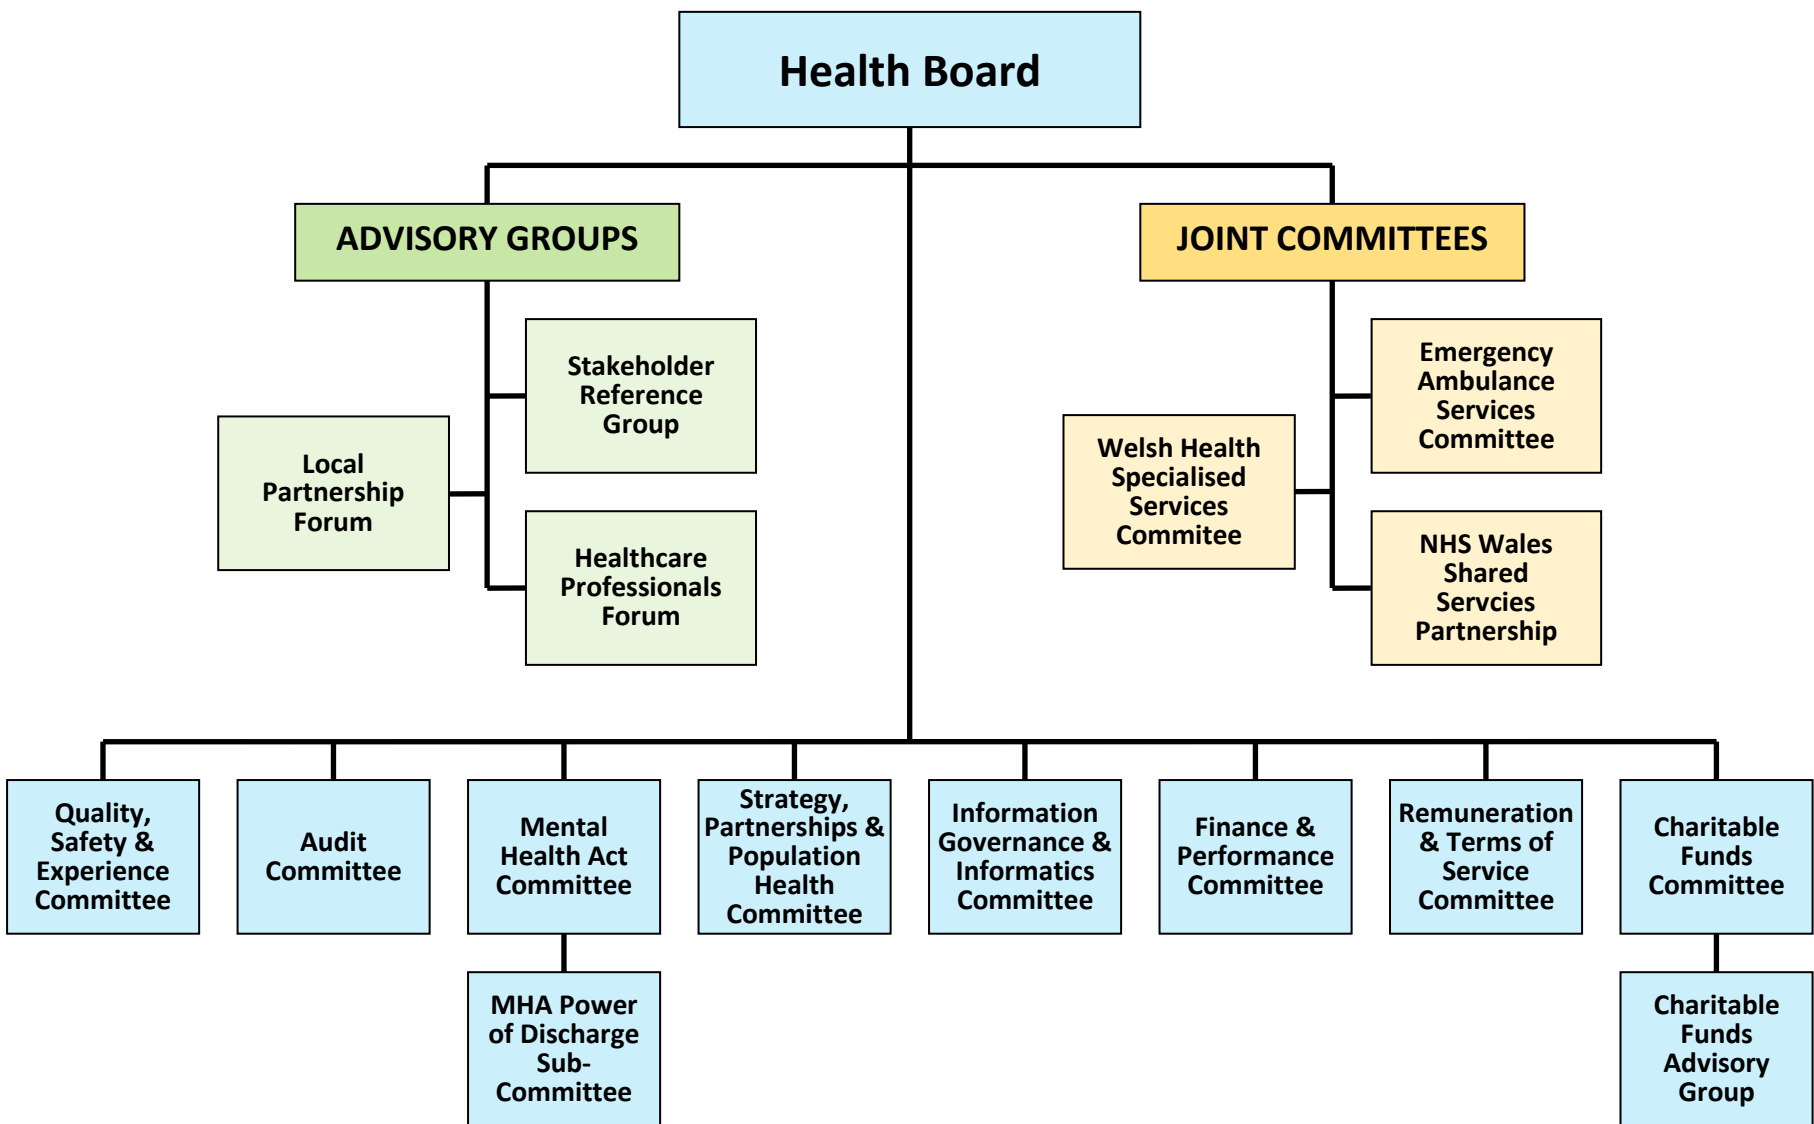 Health Board
ADVISORY GROUPS
JOINT COMMITTEES
Stakeholder
Reference
Group
Local
Partnership
Forum
Healthcare
Professionals
Forum
Emergency
Ambulance
Services
Committee
Welsh Health
Specialised
Services
Commitee
NHS Wales
Shared
Servcies
Partnership
Quality,
Safety &
Experience
Committee
Audit
Committee
Mental
Health Act
Committee
Strategy,
Partnerships &
Population
Health
Committee
Information
Governance &
Informatics
Committee
Finance &
Performance
Committee
Remuneration
& Terms of
Service
Committee
Charitable
Funds
Committee
MHA Power
of Discharge
Sub-
Committee
Charitable
Funds
Advisory
Group